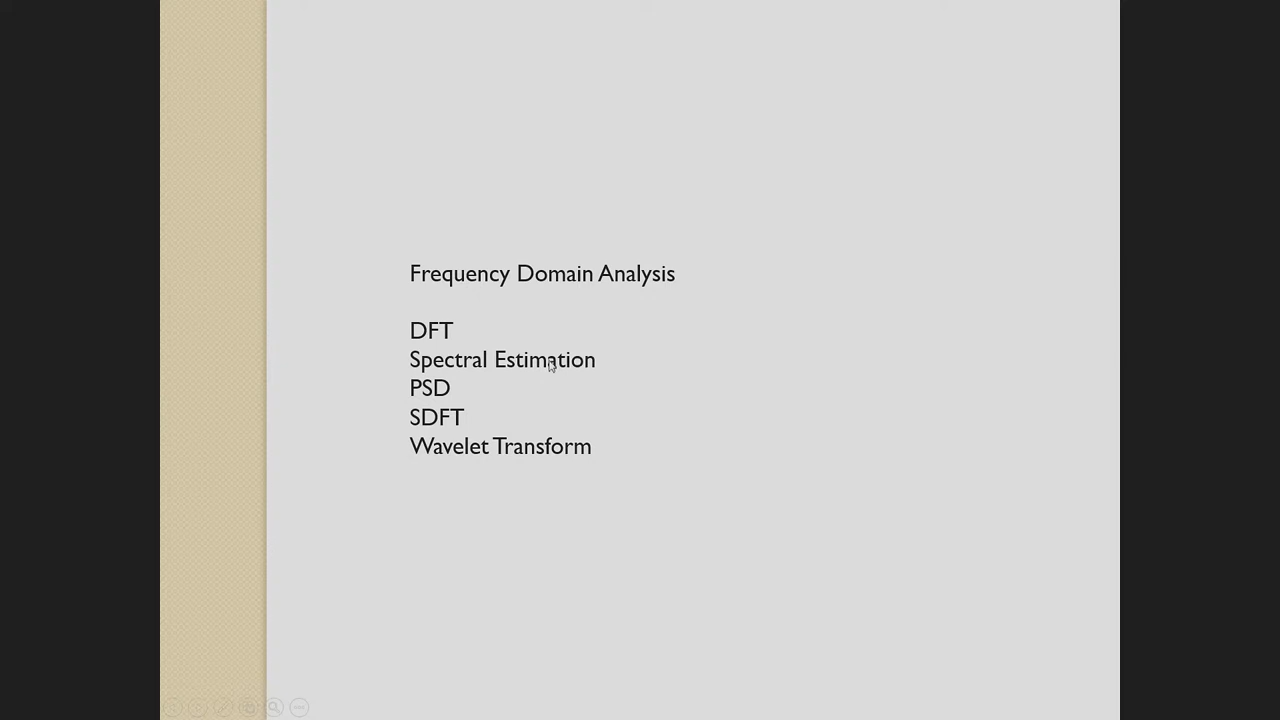 Frequency Domain Analysis
DFT
Spectral Estimation
PSD
SDFT
Wavelet Transform